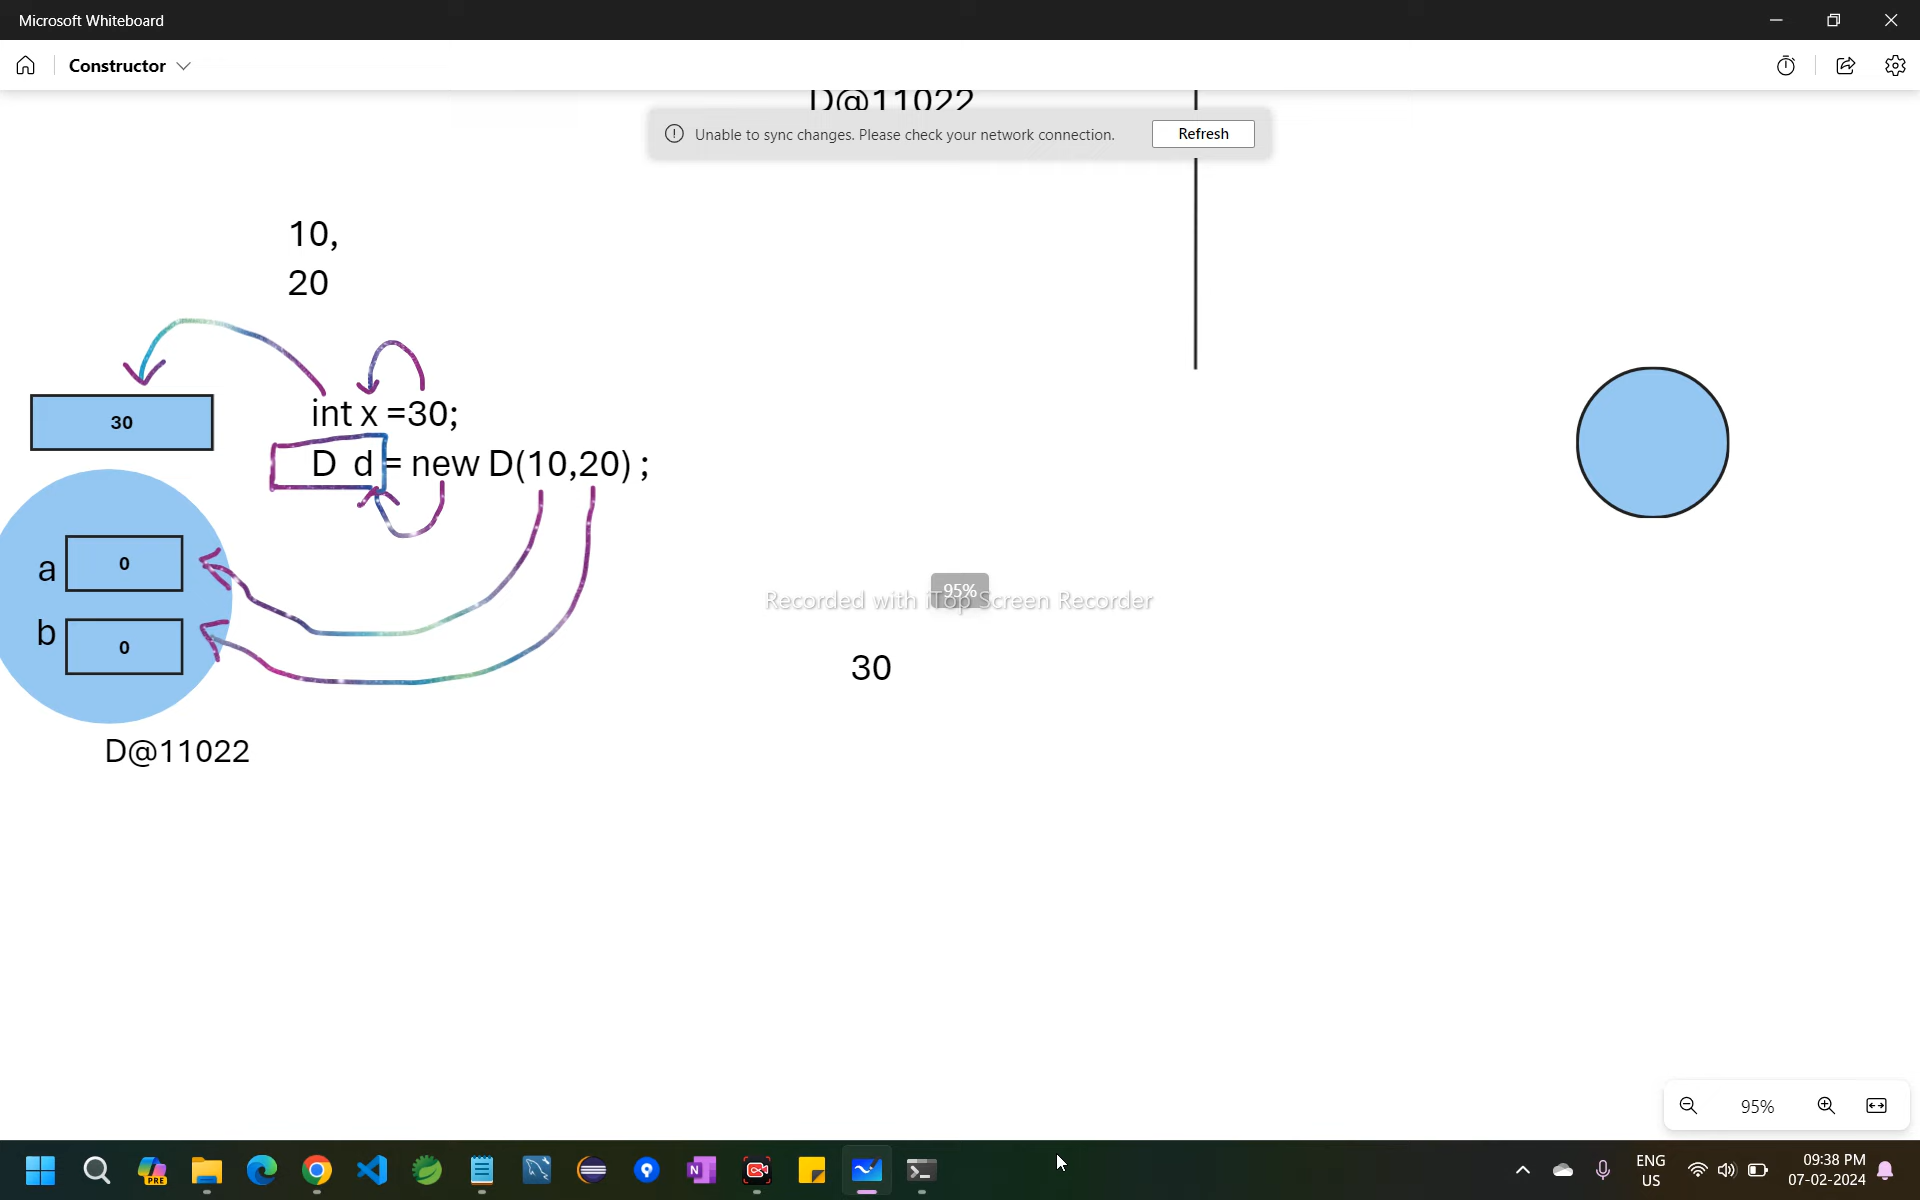 Microsoft Whiteboard
Constructor
D@11022
Unable to sync changes. Please check your network connection.
Refresh
10,
20
int x =30;
30
D d = new D(10,20) ;
a
0
b
0
95%
Recorded with iTop Screen Recorder
30
D@11022
95%
PRE
N
ENG
US
09:38 PM
07-02-2024